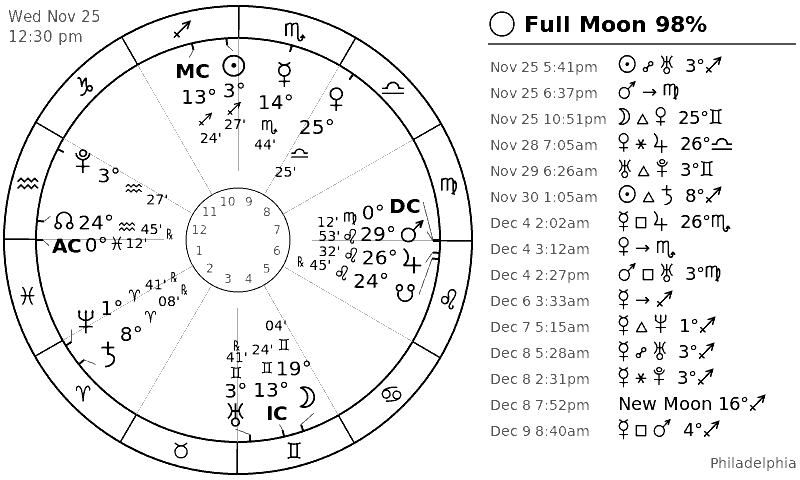 Wed Nov 25
12:30 pm
MC ☉ ☿ ♀
13° ♐ 24'
3° ♐ 27'
14° ♏ 44'
25° ♎ 25'
♇ 3° ♒ 27'
☊ 24° ♒ 45' ℞
AC 0° ♓ 12'
♆ 1° ♈ 41' ℞
♄ 8° ♈ 08' ℞
♅ 3° ♊ 41' ℞
IC 13° ♊ 24'
☽ 19° ♊ 04'
12' ♍ 0° DC
53' ♌ 29° ♂
32' ♌ 26° ♃
℞ 45' ♌ 24° ☋
♐ ♏ ♎ ♍ ♌ ♋ ♊ ♉ ♈ ♓ ♒ ♑
1 2 3 4 5 6 7 8 9 10 11 12
Full Moon 98%
Nov 25 5:41pm ☉ ☍ ♅ 3°♐
Nov 25 6:37pm ♂ → ♍
Nov 25 10:51pm ☽ △ ♀ 25°♊
Nov 28 7:05am ♀ ⚹ ♃ 26°♎
Nov 29 6:26am ♅ △ ♇ 3°♊
Nov 30 1:05am ☉ △ ♄ 8°♐
Dec 4 2:02am ☿ □ ♃ 26°♏
Dec 4 3:12am ♀ → ♏
Dec 4 2:27pm ♂ □ ♅ 3°♍
Dec 6 3:33am ☿ → ♐
Dec 7 5:15am ☿ △ ♆ 1°♐
Dec 8 5:28am ☿ ☍ ♅ 3°♐
Dec 8 2:31pm ☿ ⚹ ♇ 3°♐
Dec 8 7:52pm New Moon 16°♐
Dec 9 8:40am ☿ □ ♂ 4°♐
Philadelphia